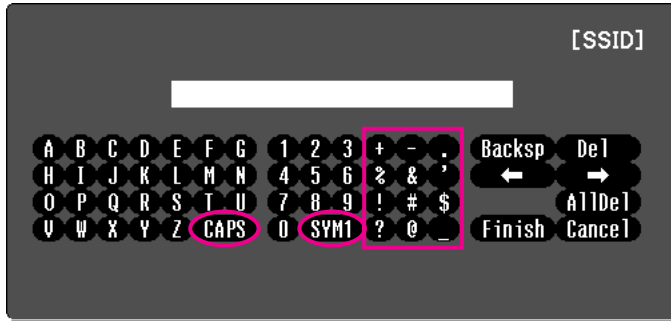 [SSID]
A B C D E F G 1 2 3 + - . Backsp Del
H I J K L M N 4 5 6 % & ' ← →
O P Q R S T U 7 8 9 ! # $ AllDel
V W X Y Z CAPS 0 SYM1 ? @ _ Finish Cancel